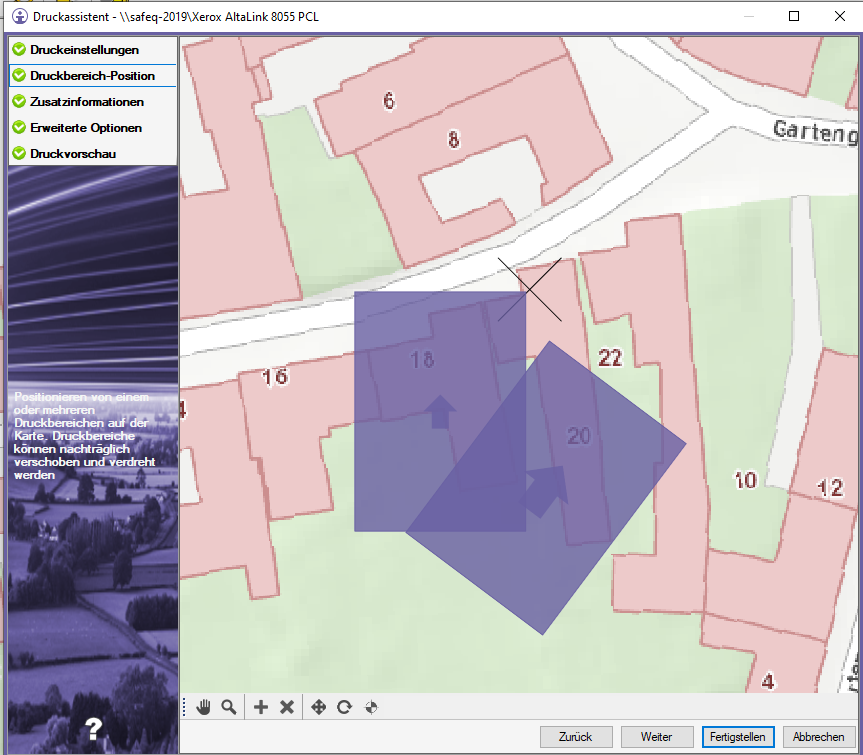 Druckassistent - \\safeq-2019\Xerox AltaLink 8055 PCL
Druckeinstellungen
Druckbereich-Position
Zusatzinformationen
Erweiterte Optionen
Druckvorschau
Positionieren von einem
oder mehreren
Druckbereichen auf der
Karte. Druckbereiche
können nachträglich
verschoben und verdreht
werden
?
6
8
Garteng
18
16
22
4
20
10
12
4
Zurück
Weiter
Fertigstellen
Abbrechen